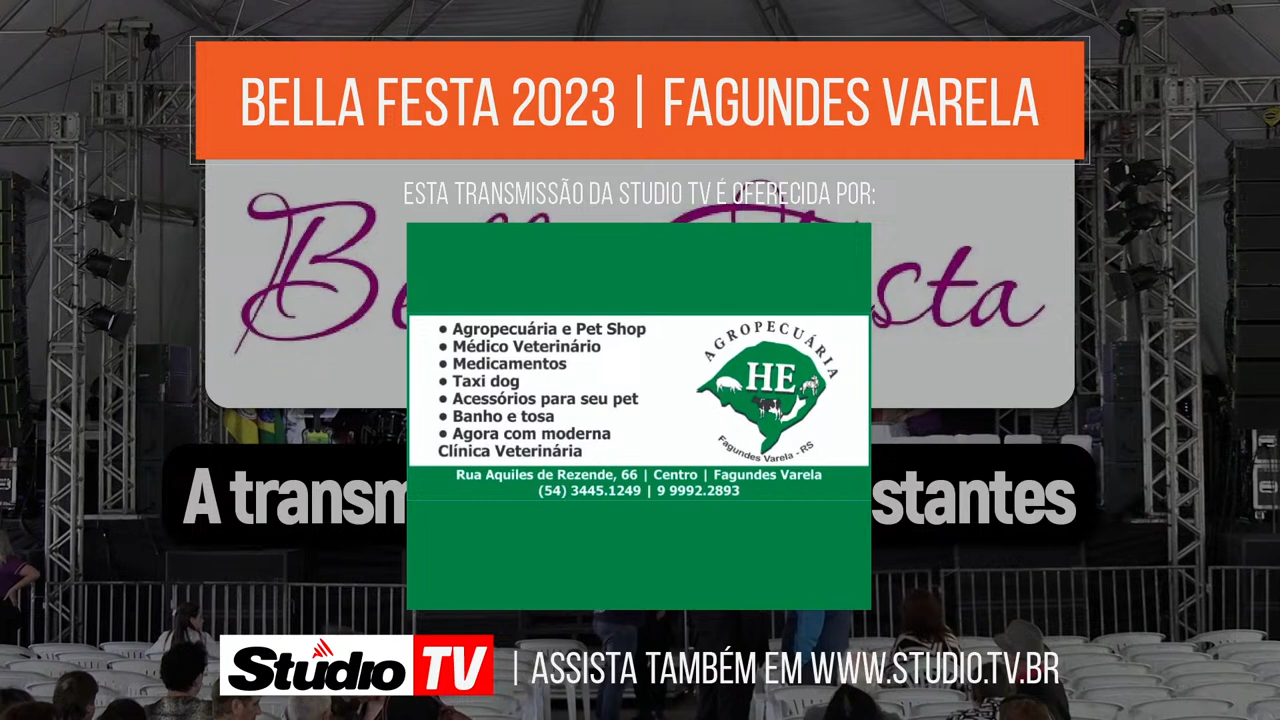 BELLA FESTA 2023 | FAGUNDES VARELA
ESTA TRANSMISSÃO DA STUDIO TV É OFERECIDA POR:
• Agropecuária e Pet Shop
• Médico Veterinário
• Medicamentos
• Taxi dog
• Acessórios para seu pet
• Banho e tosa
• Agora com moderna
Clínica Veterinária
AGROPECUÁRIA
HE
Fagundes Varela - RS
Rua Aquiles de Rezende, 66 | Centro | Fagundes Varela
(54) 3445.1249 | 9 9992.2893
A transm
stantes
Studio TV | ASSISTA TAMBÉM EM WWW.STUDIO.TV.BR